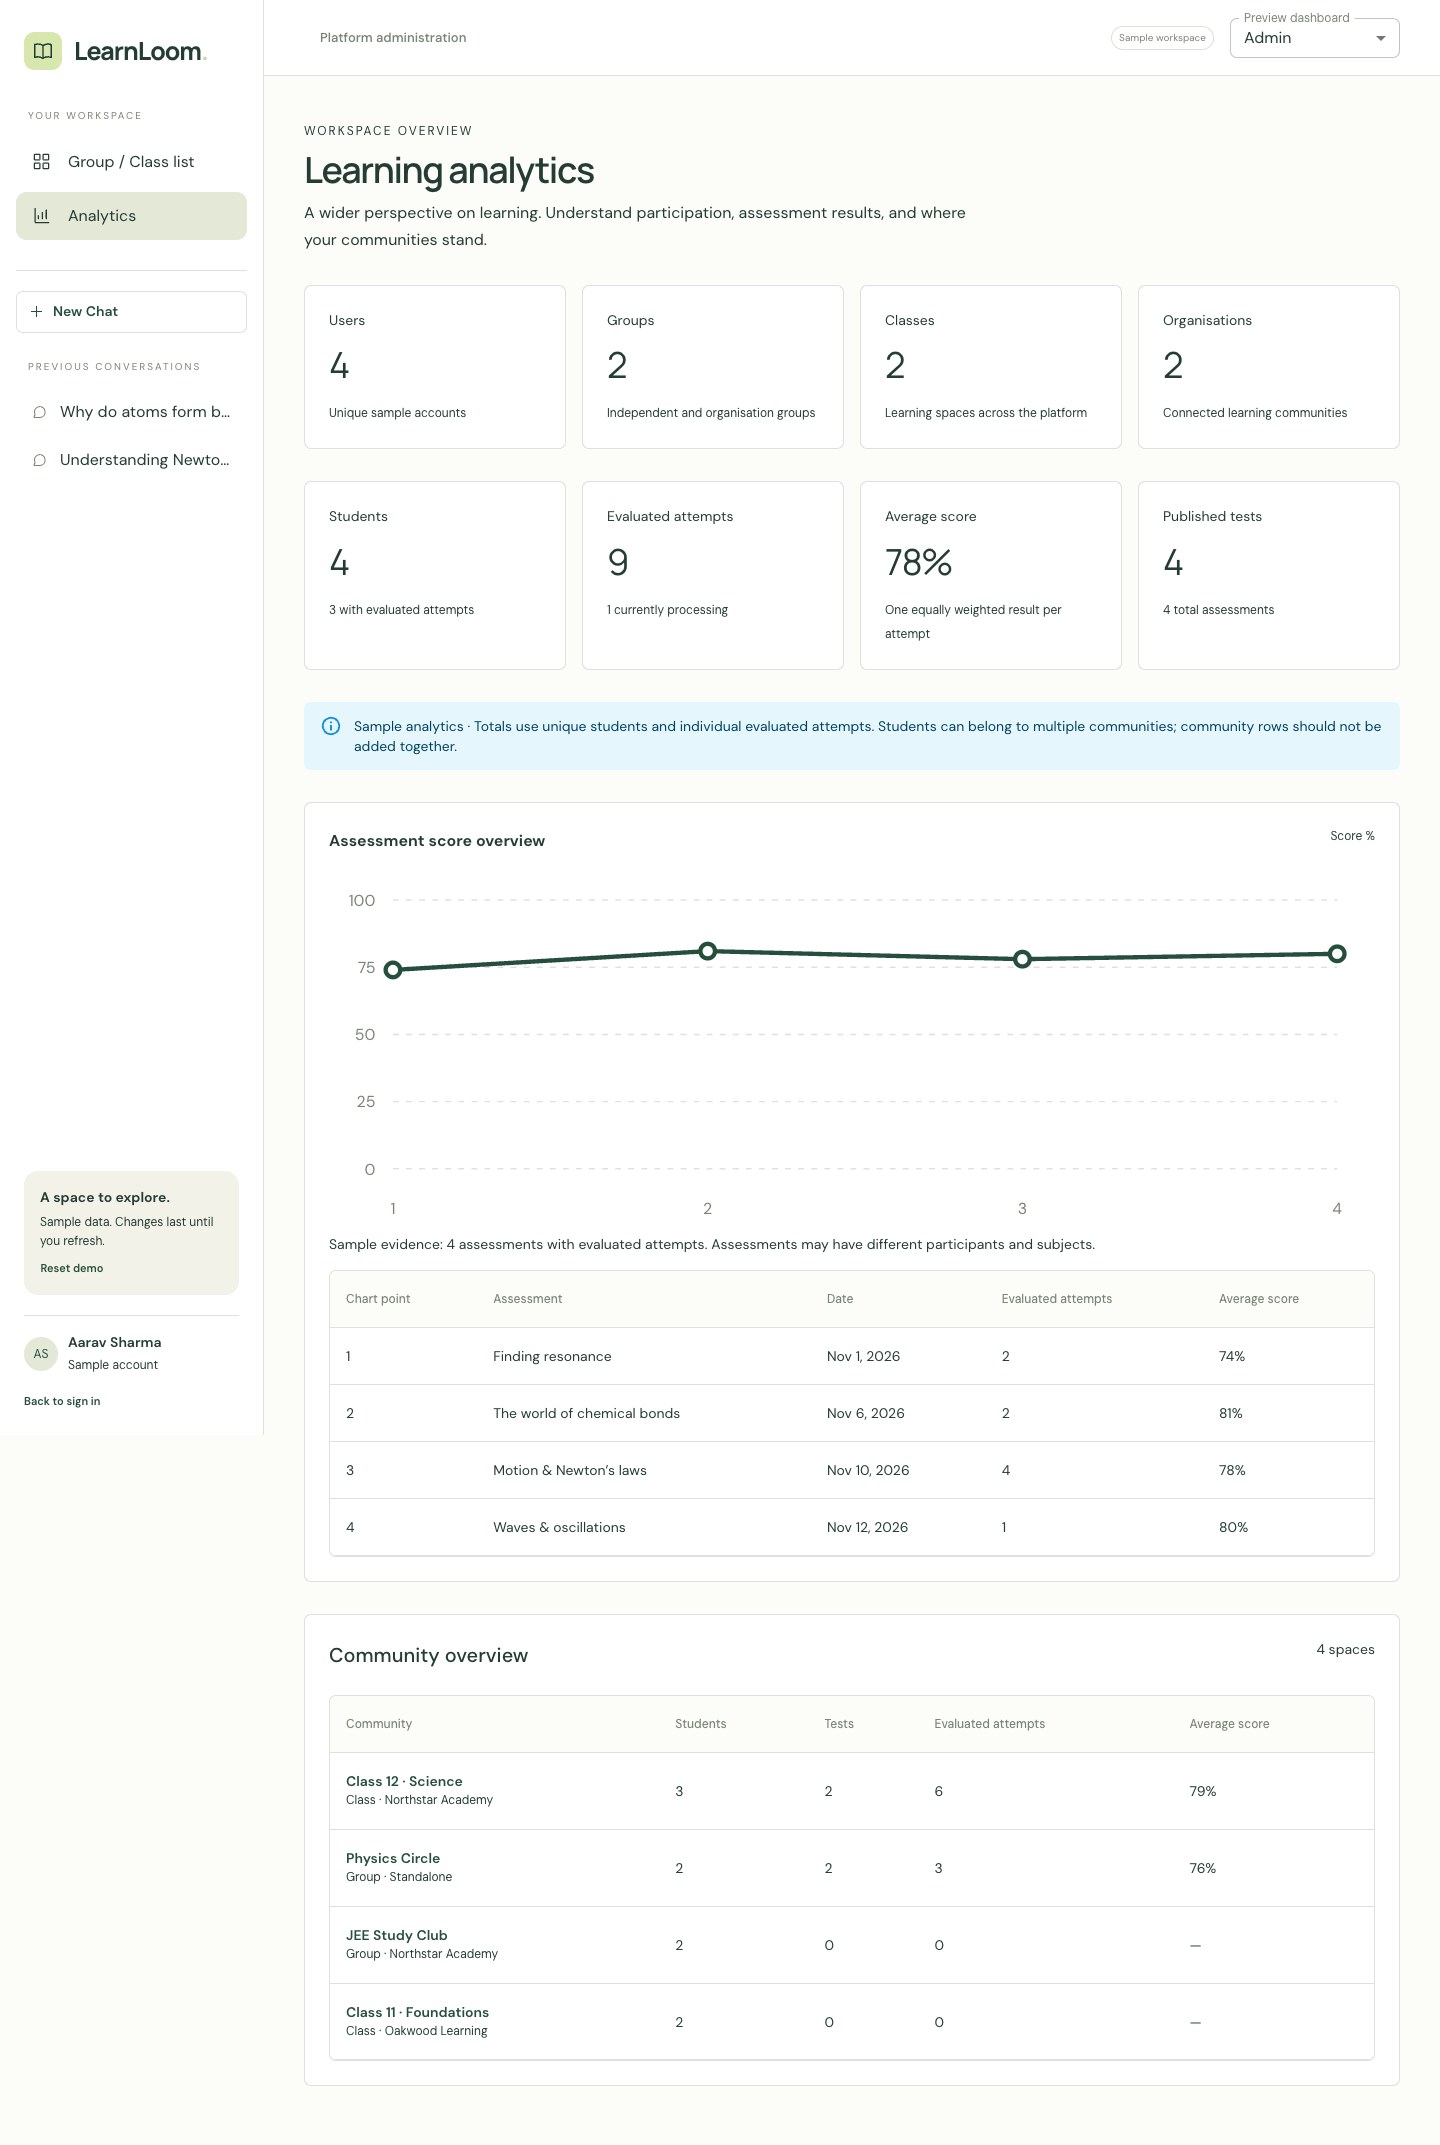 LearnLoom.
YOUR WORKSPACE
Group / Class list
Analytics
New Chat
PREVIOUS CONVERSATIONS
Why do atoms form b...
Understanding Newto...
A space to explore.
Sample data. Changes last until
you refresh.
Reset demo
AS
Aarav Sharma
Sample account
Back to sign in
Platform administration
Sample workspace
Preview dashboard
Admin
WORKSPACE OVERVIEW
Learning analytics
A wider perspective on learning. Understand participation, assessment results, and where
your communities stand.
Users
4
Unique sample accounts
Groups
2
Independent and organisation groups
Classes
2
Learning spaces across the platform
Organisations
2
Connected learning communities
Students
4
3 with evaluated attempts
Evaluated attempts
9
1 currently processing
Average score
78%
One equally weighted result per
attempt
Published tests
4
4 total assessments
Sample analytics · Totals use unique students and individual evaluated attempts. Students can belong to multiple communities; community rows should not be
added together.
Assessment score overview
Score %
100
75
50
25
0
1 2 3 4
Sample evidence: 4 assessments with evaluated attempts. Assessments may have different participants and subjects.
Chart point Assessment Date Evaluated attempts Average score
1 Finding resonance Nov 1, 2026 2 74%
2 The world of chemical bonds Nov 6, 2026 2 81%
3 Motion & Newton’s laws Nov 10, 2026 4 78%
4 Waves & oscillations Nov 12, 2026 1 80%
Community overview
4 spaces
Community Students Tests Evaluated attempts Average score
Class 12 · Science
Class · Northstar Academy
3 2 6 79%
Physics Circle
Group · Standalone
2 2 3 76%
JEE Study Club
Group · Northstar Academy
2 0 0 —
Class 11 · Foundations
Class · Oakwood Learning
2 0 0 —